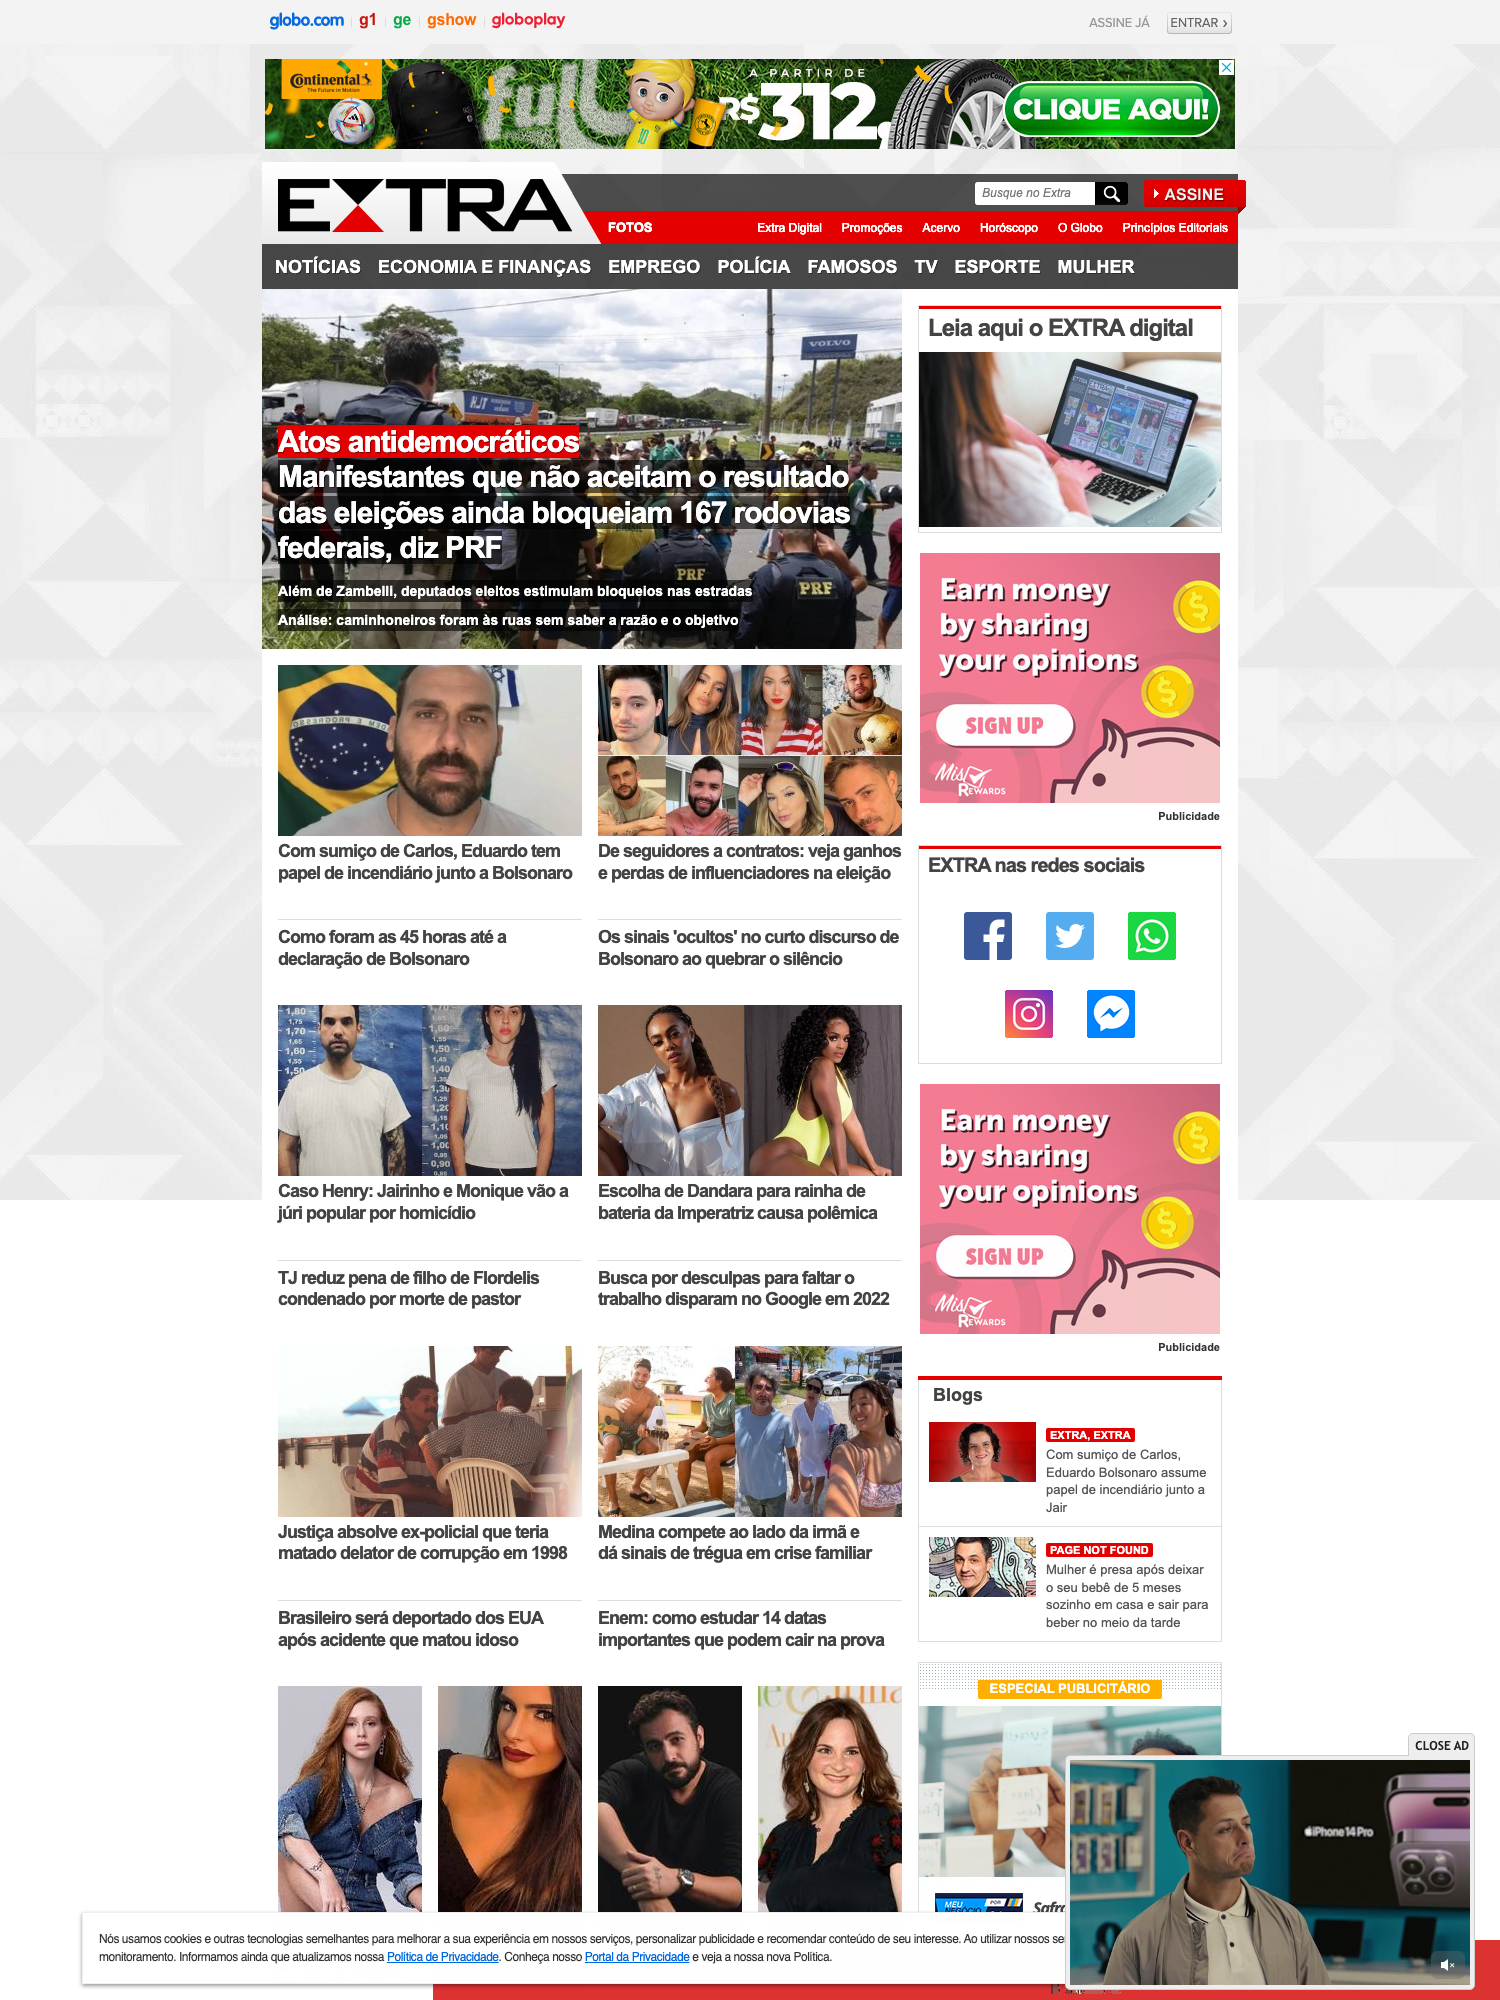 globo.com g1 ge gshow globoplay
ASSINE JÁ ENTRAR ›
Continental
The Future in Motion
full
A PARTIR DE
R$312,
PowerContact
CLIQUE AQUI!
EXTRA
Busque no Extra
ASSINE
FOTOS Extra Digital Promoções Acervo Horóscopo O Globo Princípios Editoriais
NOTÍCIAS ECONOMIA E FINANÇAS EMPREGO POLÍCIA FAMOSOS TV ESPORTE MULHER
VOLVO
Atos antidemocráticos
Manifestantes que não aceitam o resultado
das eleições ainda bloqueiam 167 rodovias
federais, diz PRF
PRF
PRF
Além de Zambelli, deputados eleitos estimulam bloqueios nas estradas
Análise: caminhoneiros foram às ruas sem saber a razão e o objetivo
Com sumiço de Carlos, Eduardo tem
papel de incendiário junto a Bolsonaro
De seguidores a contratos: veja ganhos
e perdas de influenciadores na eleição
Como foram as 45 horas até a
declaração de Bolsonaro
Os sinais 'ocultos' no curto discurso de
Bolsonaro ao quebrar o silêncio
Caso Henry: Jairinho e Monique vão a
júri popular por homicídio
Escolha de Dandara para rainha de
bateria da Imperatriz causa polêmica
TJ reduz pena de filho de Flordelis
condenado por morte de pastor
Busca por desculpas para faltar o
trabalho disparam no Google em 2022
Justiça absolve ex-policial que teria
matado delator de corrupção em 1998
Medina compete ao lado da irmã e
dá sinais de trégua em crise familiar
Brasileiro será deportado dos EUA
após acidente que matou idoso
Enem: como estudar 14 datas
importantes que podem cair na prova
Leia aqui o EXTRA digital
Earn money
by sharing
your opinions
SIGN UP
Mis
REWARDS
Publicidade
EXTRA nas redes sociais
Earn money
by sharing
your opinions
SIGN UP
Mis
REWARDS
Publicidade
Blogs
EXTRA, EXTRA
Com sumiço de Carlos,
Eduardo Bolsonaro assume
papel de incendiário junto a
Jair
PAGE NOT FOUND
Mulher é presa após deixar
o seu bebê de 5 meses
sozinho em casa e sair para
beber no meio da tarde
ESPECIAL PUBLICITÁRIO
MEU
NEGÓCIO
POR
Safra
CLOSE AD
iPhone 14 Pro
Nós usamos cookies e outras tecnologias semelhantes para melhorar a sua experiência em nossos serviços, personalizar publicidade e recomendar conteúdo de seu interesse. Ao utilizar nossos se
monitoramento. Informamos ainda que atualizamos nossa Política de Privacidade. Conheça nosso Portal da Privacidade e veja a nossa nova Política.